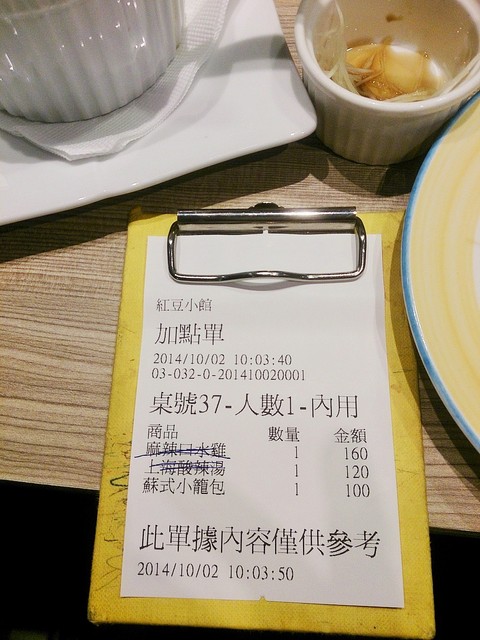 紅豆小館
加點單
2014/10/02 10:03:40
03-032-0-201410020001
桌號37-人數1-內用
商品 數量 金額
麻辣口水雞 1 160
上海酸辣湯 1 120
蘇式小籠包 1 100
此單據內容僅供參考
2014/10/02 10:03:50